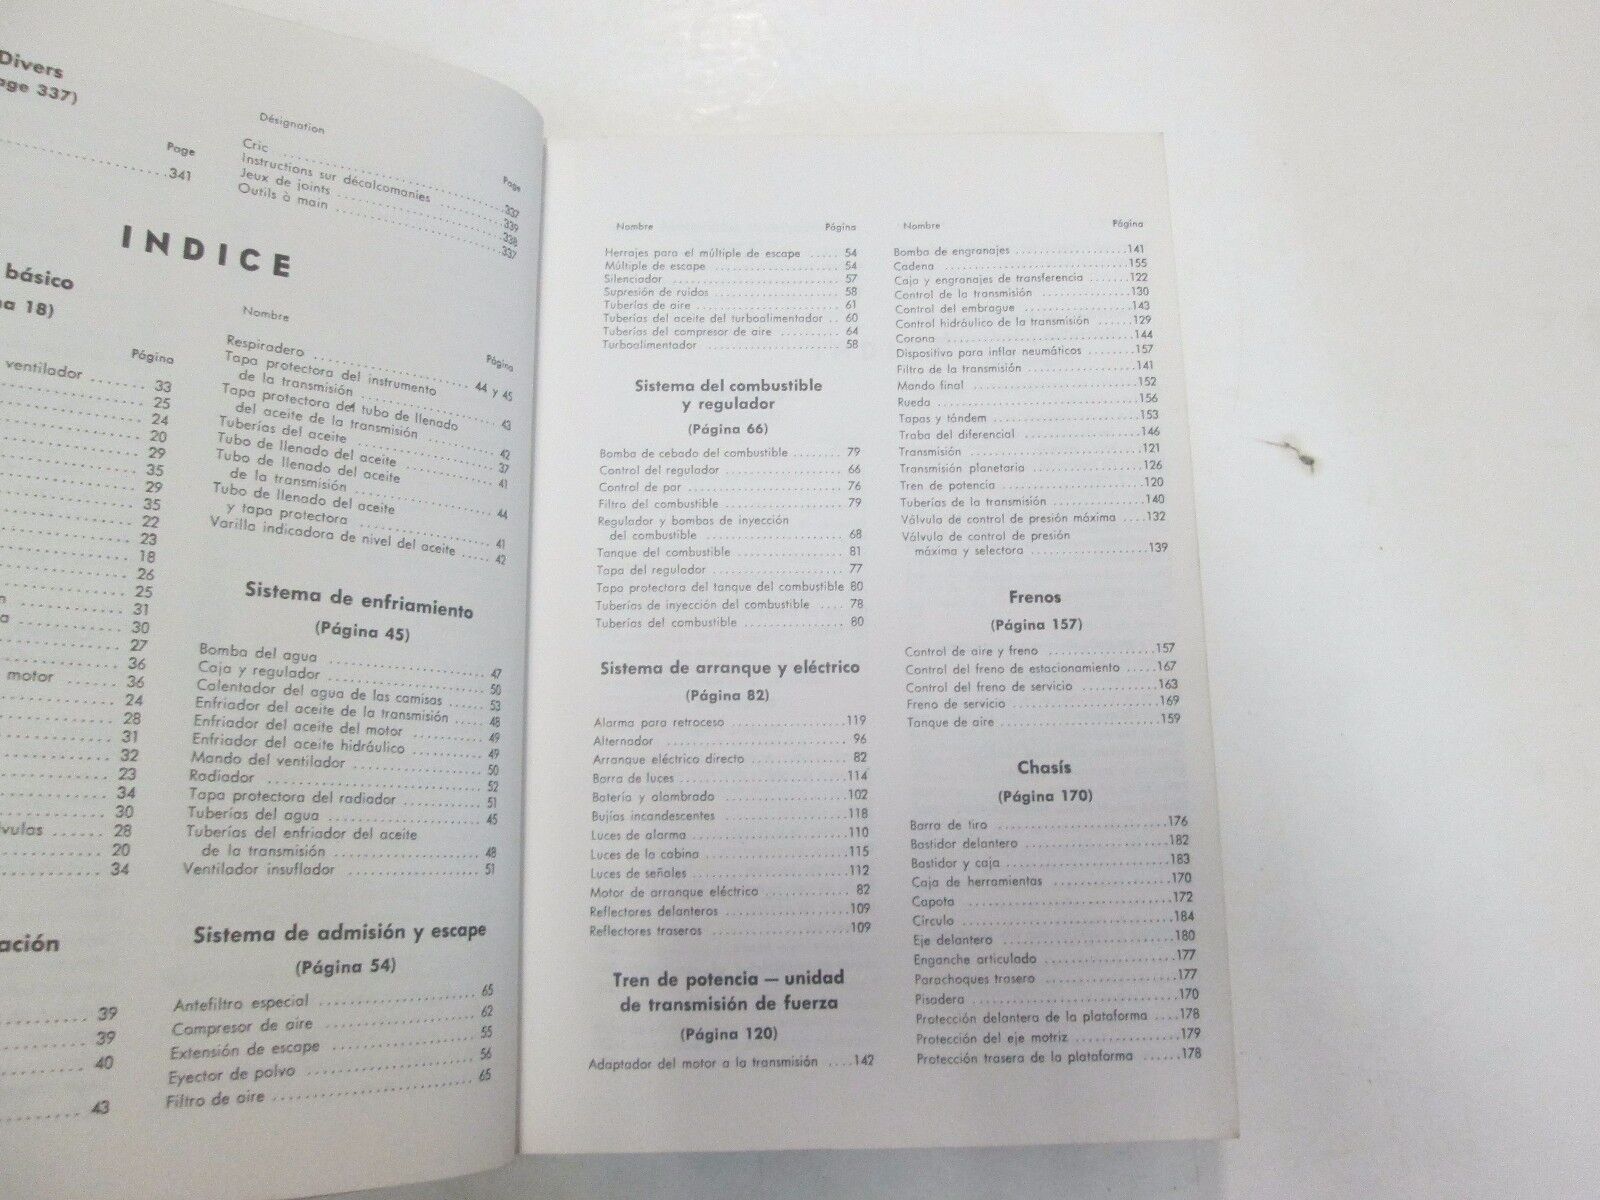 Divers
age 337)
Page
341
Désignation
Page
Cric 337
Instructions sur décalcomanies 339
Jeux de joints 338
Outils à main 337
INDICE
básico
na 18)
Página
ventilador 33
25
24
20
29
35
29
35
22
23
18
26
25
31
30
27
36
motor 36
24
28
31
32
23
34
30
lvulas 28
20
34
ación
39
39
40
43
Nombre
Página
Respiradero 44 y 45
Tapa protectora del instrumento
de la transmisión 43
Tapa protectora del tubo de llenado
del aceite de la transmisión 42
Tuberías del aceite 37
Tubo de llenado del aceite 41
Tubo de llenado del aceite
de la transmisión 44
Tubo de llenado del aceite
y tapa protectora 41
Varilla indicadora de nivel del aceite 42
Sistema de enfriamiento
(Página 45)
Bomba del agua 47
Caja y regulador 50
Calentador del agua de las camisas 53
Enfriador del aceite de la transmisión 48
Enfriador del aceite del motor 49
Enfriador del aceite hidráulico 49
Mando del ventilador 50
Radiador 52
Tapa protectora del radiador 51
Tuberías del agua 45
Tuberías del enfriador del aceite
de la transmisión 48
Ventilador insuflador 51
Sistema de admisión y escape
(Página 54)
Antefiltro especial 65
Compresor de aire 62
Extensión de escape 55
Eyector de polvo 56
Filtro de aire 65
Nombre Página
Herrajes para el múltiple de escape 54
Múltiple de escape 54
Silenciador 57
Supresión de ruidos 58
Tuberías de aire 61
Tuberías del aceite del turboalimentador 60
Tuberías del compresor de aire 64
Turboalimentador 58
Sistema del combustible
y regulador
(Página 66)
Bomba de cebado del combustible 79
Control del regulador 66
Control de par 76
Filtro del combustible 79
Regulador y bombas de inyección
del combustible 68
Tanque del combustible 81
Tapa del regulador 77
Tapa protectora del tanque del combustible 80
Tuberías de inyección del combustible 78
Tuberías del combustible 80
Sistema de arranque y eléctrico
(Página 82)
Alarma para retroceso 119
Alternador 96
Arranque eléctrico directo 82
Barra de luces 114
Batería y alambrado 102
Bujías incandescentes 118
Luces de alarma 110
Luces de la cabina 115
Luces de señales 112
Motor de arranque eléctrico 82
Reflectores delanteros 109
Reflectores traseros 109
Tren de potencia — unidad
de transmisión de fuerza
(Página 120)
Adaptador del motor a la transmisión 142
Nombre Página
Bomba de engranajes 141
Cadena 155
Caja y engranajes de transferencia 122
Control de la transmisión 130
Control del embrague 143
Control hidráulico de la transmisión 129
Corona 144
Dispositivo para inflar neumáticos 157
Filtro de la transmisión 141
Mando final 152
Rueda 156
Tapas y tándem 153
Traba del diferencial 146
Transmisión 121
Transmisión planetaria 126
Tren de potencia 120
Tuberías de la transmisión 140
Válvula de control de presión máxima 132
Válvula de control de presión
máxima y selectora 139
Frenos
(Página 157)
Control de aire y freno 157
Control del freno de estacionamiento 167
Control del freno de servicio 163
Freno de servicio 169
Tanque de aire 159
Chasís
(Página 170)
Barra de tiro 176
Bastidor delantero 182
Bastidor y caja 183
Caja de herramientas 170
Capota 172
Círculo 184
Eje delantero 180
Enganche articulado 177
Parachoques trasero 177
Pisadera 170
Protección delantera de la plataforma 178
Protección del eje motriz 179
Protección trasera de la plataforma 178